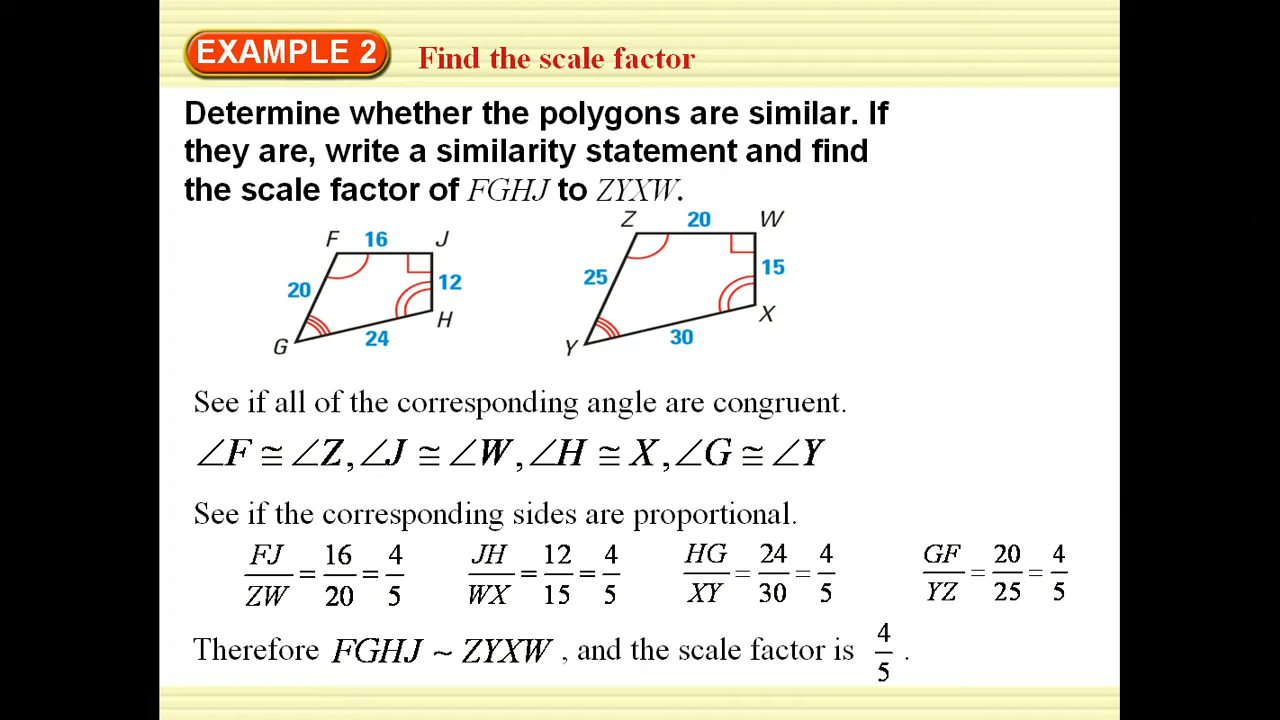 EXAMPLE 2 Find the scale factor
Determine whether the polygons are similar. If
they are, write a similarity statement and find
the scale factor of FGHJ to ZYXW.
F 16 J
20 12
G 24 H
Z 20 W
25 15
Y 30 X
See if all of the corresponding angle are congruent.
∠F ≅ ∠Z, ∠J ≅ ∠W, ∠H ≅ X, ∠G ≅ ∠Y
See if the corresponding sides are proportional.
FJ/ZW = 16/20 = 4/5 JH/WX = 12/15 = 4/5 HG/XY = 24/30 = 4/5 GF/YZ = 20/25 = 4/5
Therefore FGHJ ~ ZYXW , and the scale factor is 4/5 .